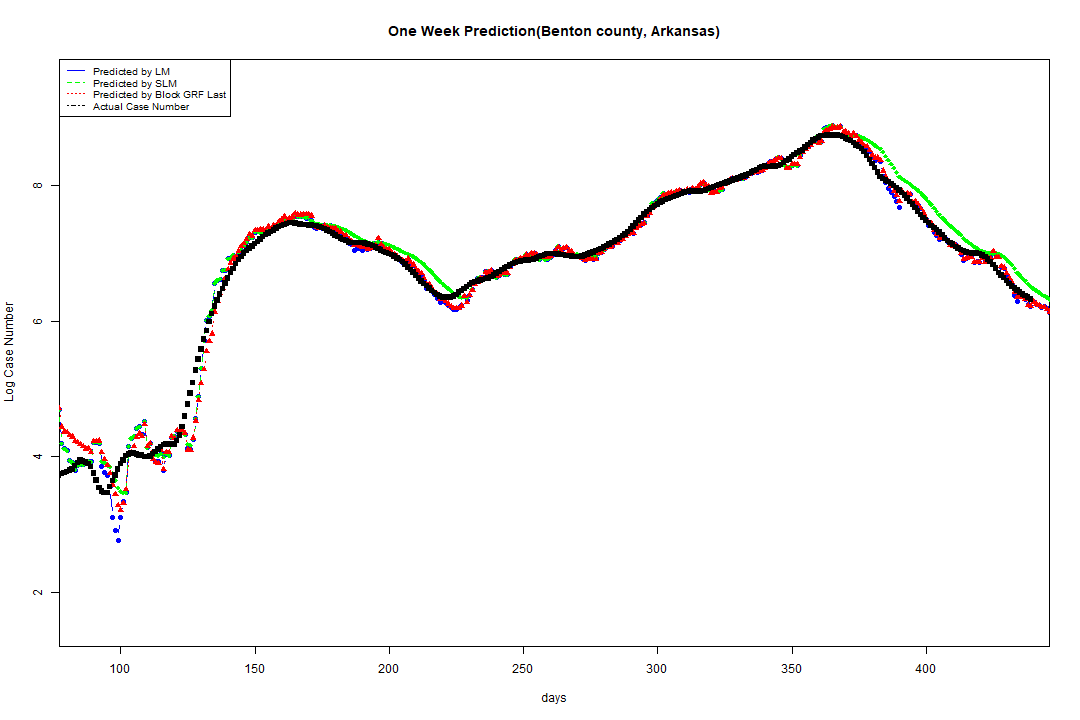 One Week Prediction(Benton county, Arkansas)
Predicted by LM
Predicted by SLM
Predicted by Block GRF Last
Actual Case Number
Log Case Number
8
6
4
2
100 150 200 250 300 350 400
days